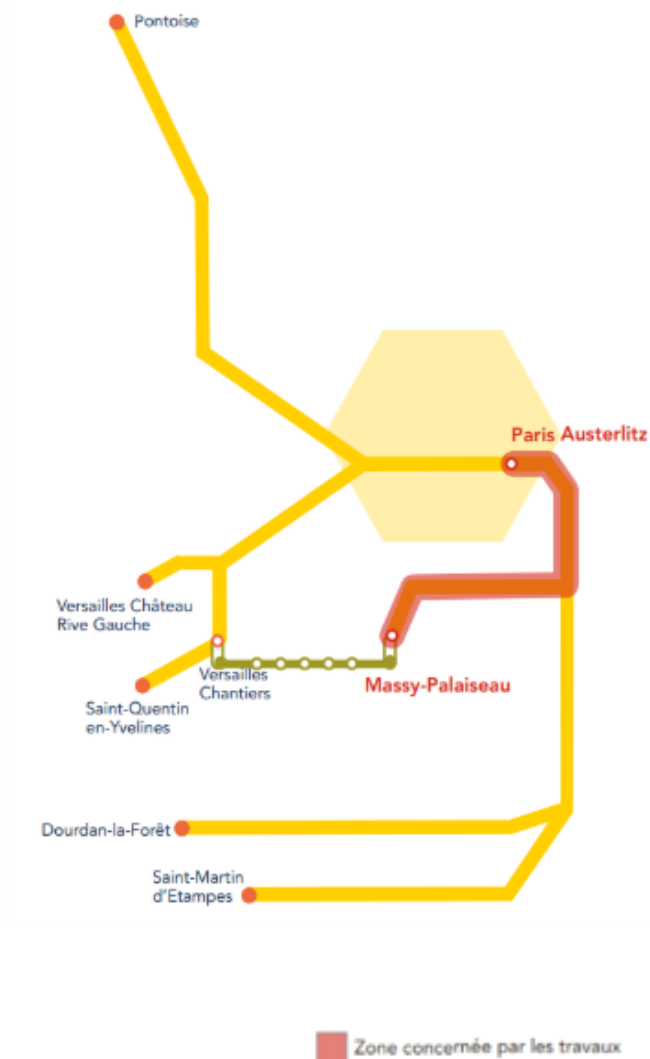 Pontoise
Paris Austerlitz
Versailles Château
Rive Gauche
Versailles
Chantiers
Massy-Palaiseau
Saint-Quentin
en-Yvelines
Dourdan-la-Forêt
Saint-Martin
d'Etampes
Zone concernée par les travaux